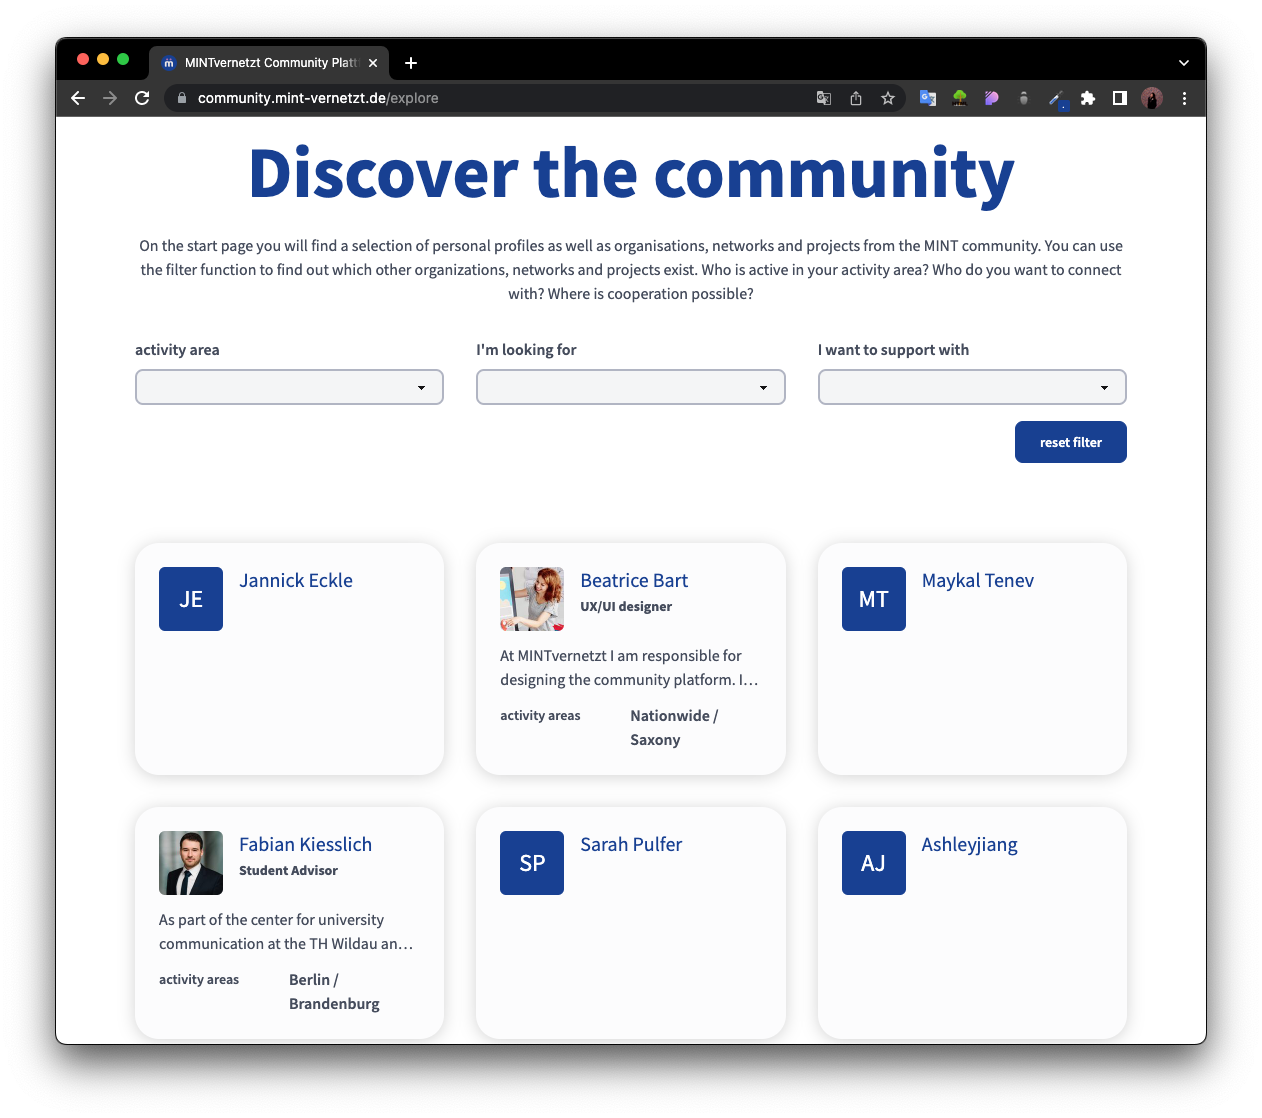 MINTvernetzt Community Platt
community.mint-vernetzt.de/explore
Discover the community
On the start page you will find a selection of personal profiles as well as organisations, networks and projects from the MINT community. You can use
the filter function to find out which other organizations, networks and projects exist. Who is active in your activity area? Who do you want to connect
with? Where is cooperation possible?
activity area
I'm looking for
I want to support with
reset filter
JE
Jannick Eckle
Beatrice Bart
UX/UI designer
At MINTvernetzt I am responsible for
designing the community platform. I…
activity areas
Nationwide /
Saxony
MT
Maykal Tenev
Fabian Kiesslich
Student Advisor
As part of the center for university
communication at the TH Wildau an…
activity areas
Berlin /
Brandenburg
SP
Sarah Pulfer
AJ
Ashleyjiang